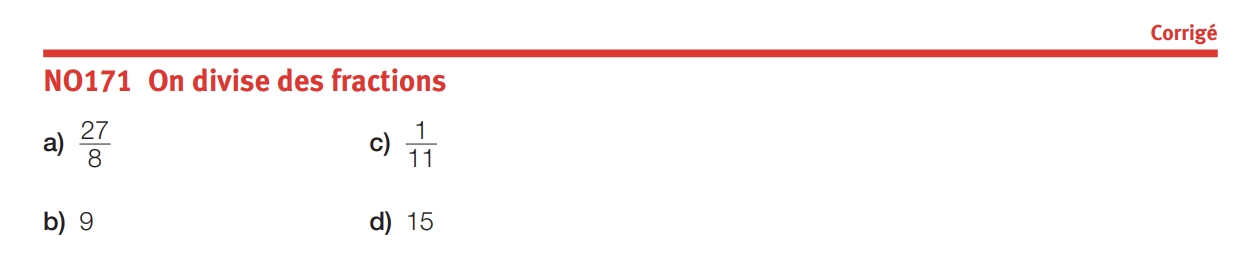 Corrigé
NO171 On divise des fractions
a) 27/8 c) 1/11
b) 9 d) 15